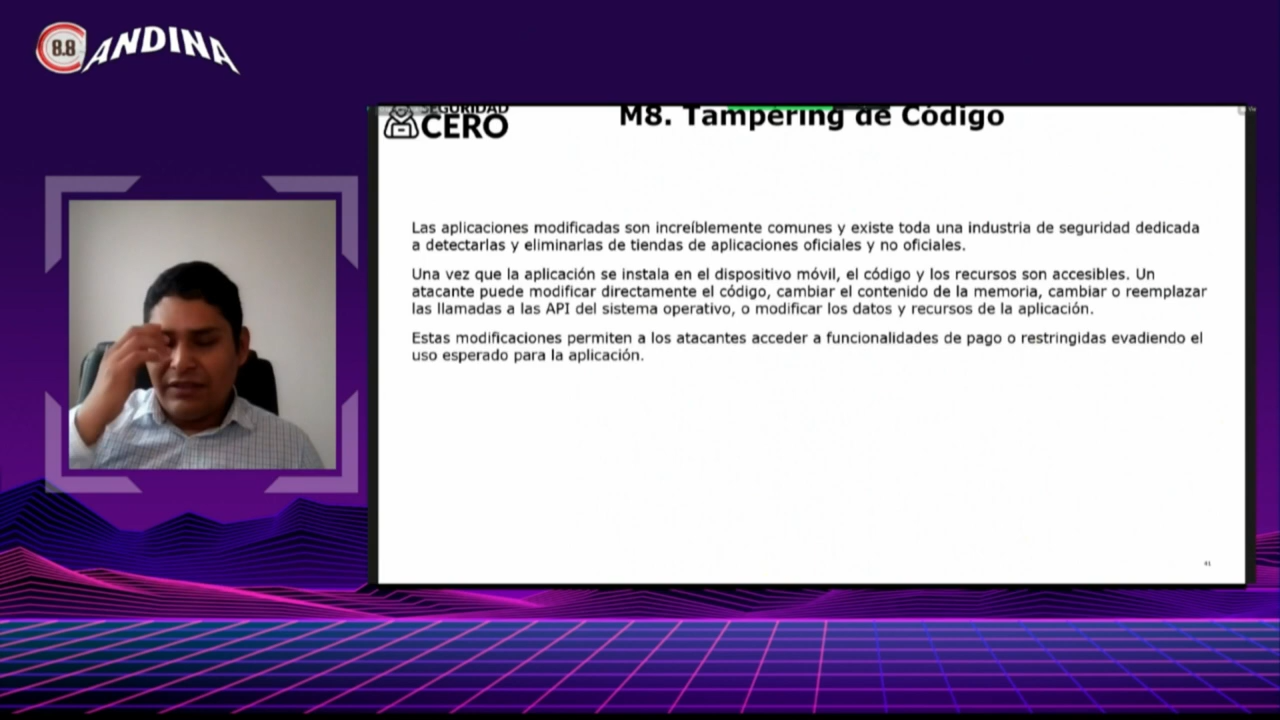 8.8
ANDINA
SEGURIDAD
CERO
M8. Tampering de Código
Las aplicaciones modificadas son increíblemente comunes y existe toda una industria de seguridad dedicada
a detectarlas y eliminarlas de tiendas de aplicaciones oficiales y no oficiales.
Una vez que la aplicación se instala en el dispositivo móvil, el código y los recursos son accesibles. Un
atacante puede modificar directamente el código, cambiar el contenido de la memoria, cambiar o reemplazar
las llamadas a las API del sistema operativo, o modificar los datos y recursos de la aplicación.
Estas modificaciones permiten a los atacantes acceder a funcionalidades de pago o restringidas evadiendo el
uso esperado para la aplicación.